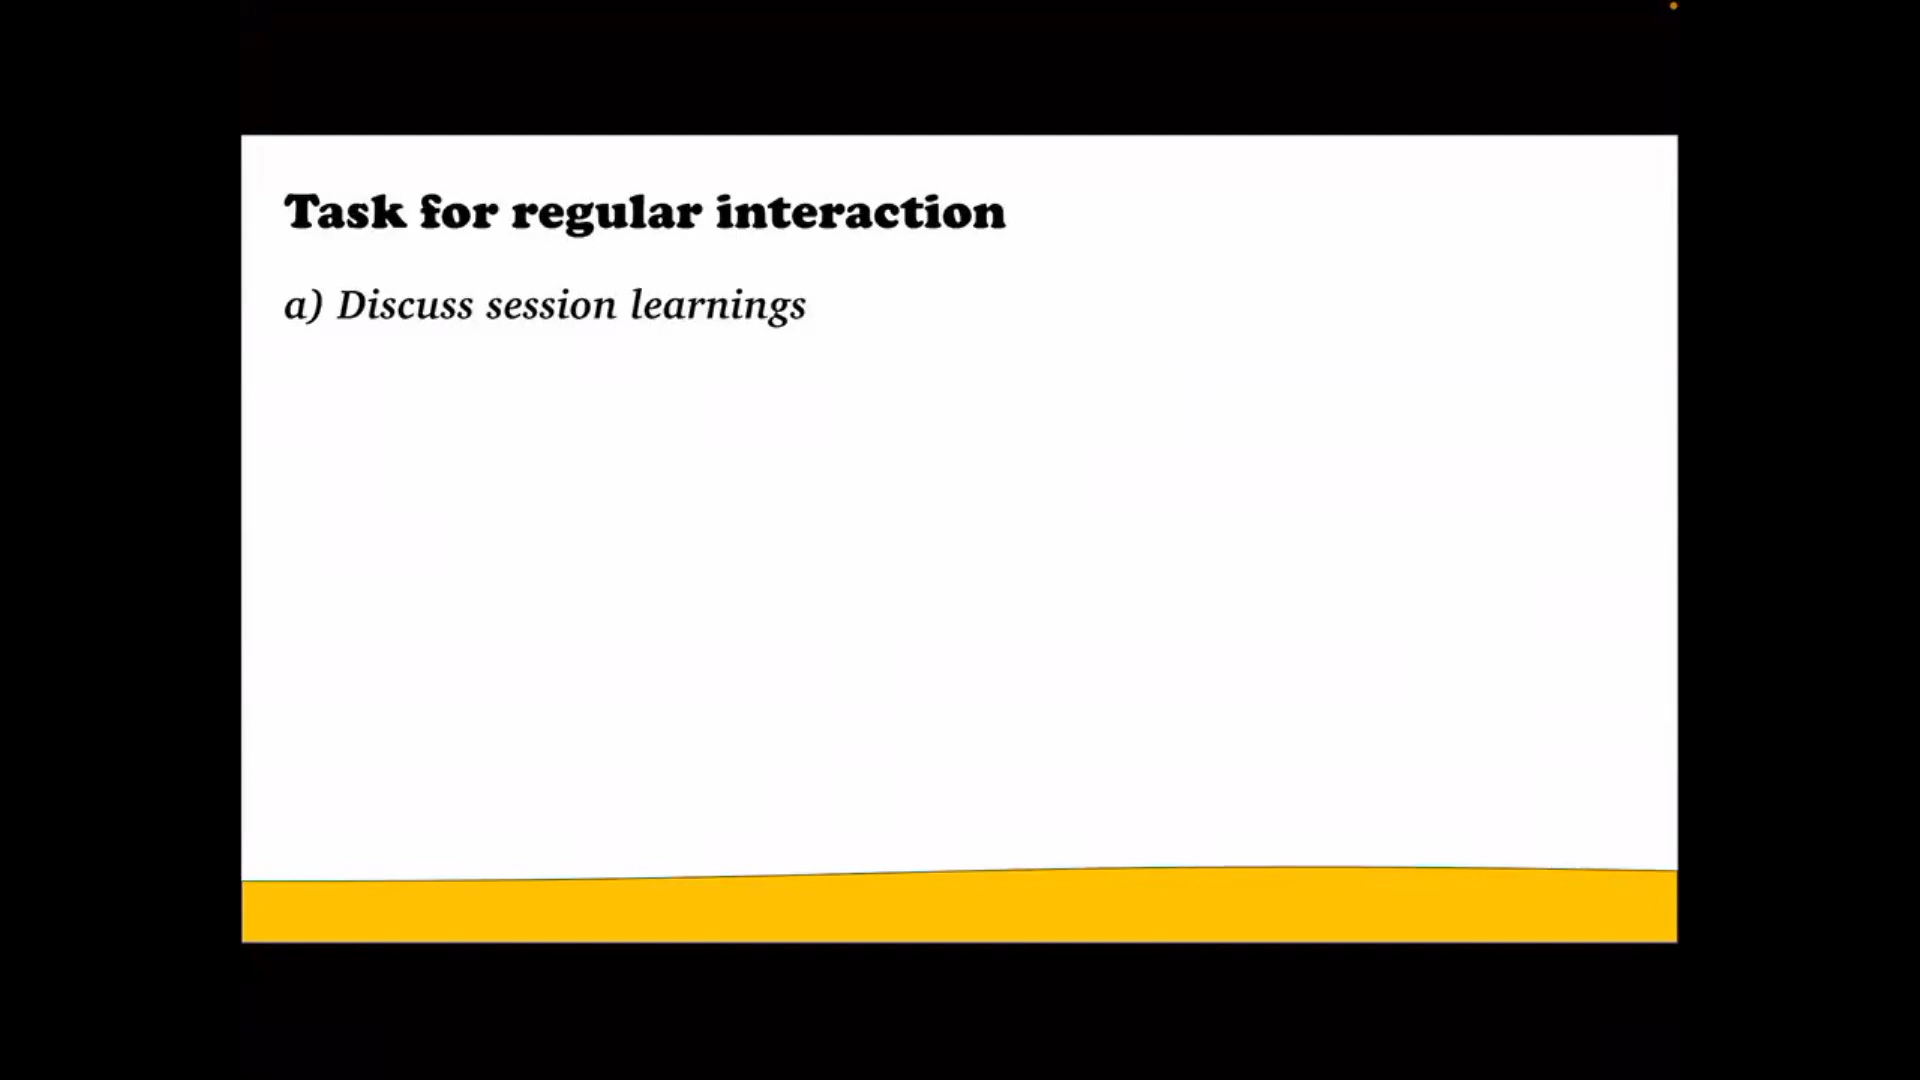 Task for regular interaction
a) Discuss session learnings